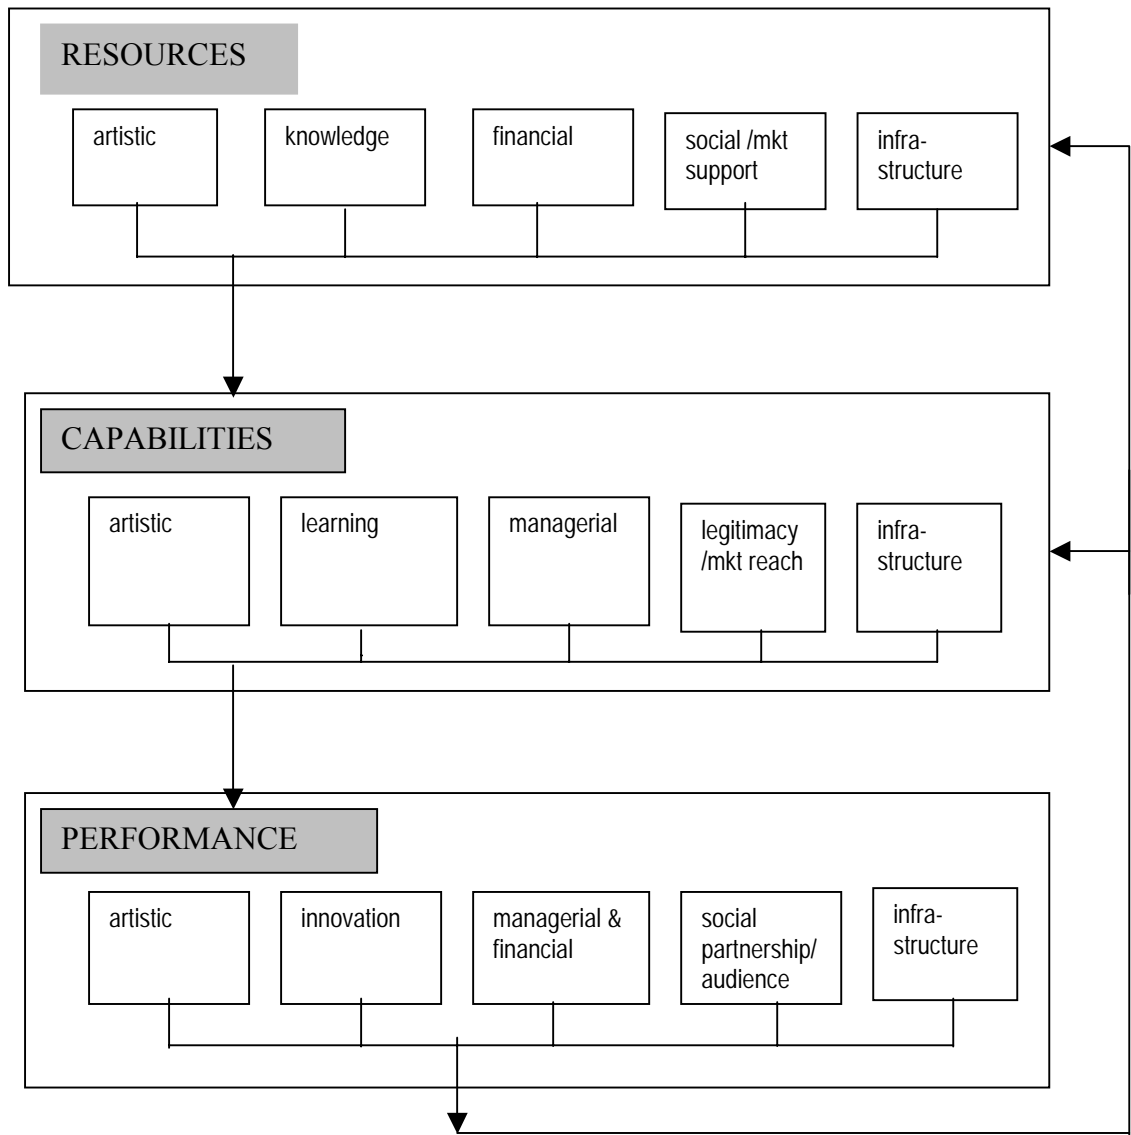 RESOURCES
artistic
knowledge
financial
social /mkt
support
infra-
structure
CAPABILITIES
artistic
learning
managerial
legitimacy
/mkt reach
infra-
structure
PERFORMANCE
artistic
innovation
managerial &
financial
social
partnership/
audience
infra-
structure